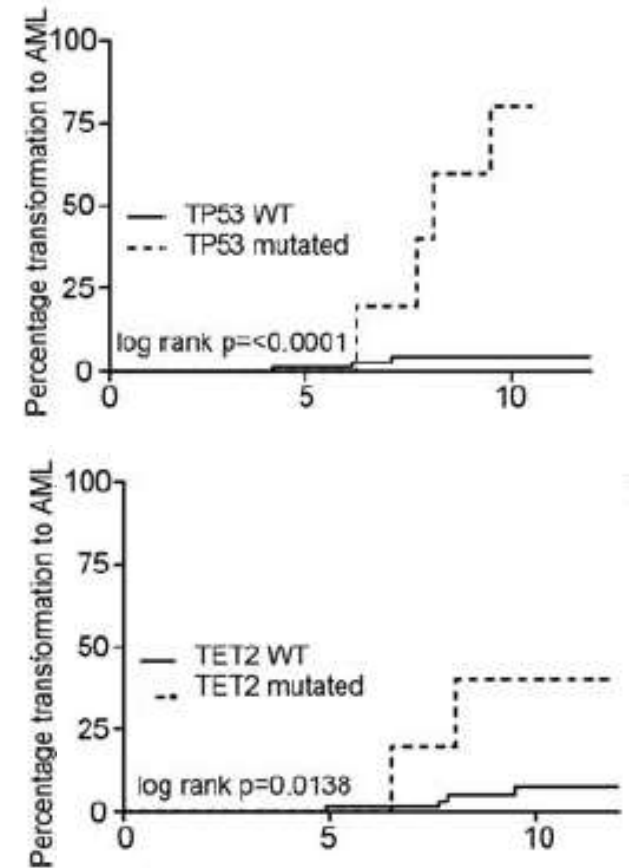 Percentage transformation to AML
100
75
50
25
0
TP53 WT
TP53 mutated
log rank p=<0.0001
0 5 10
Percentage transformation to AML
100
75
50
25
0
TET2 WT
TET2 mutated
log rank p=0.0138
0 5 10